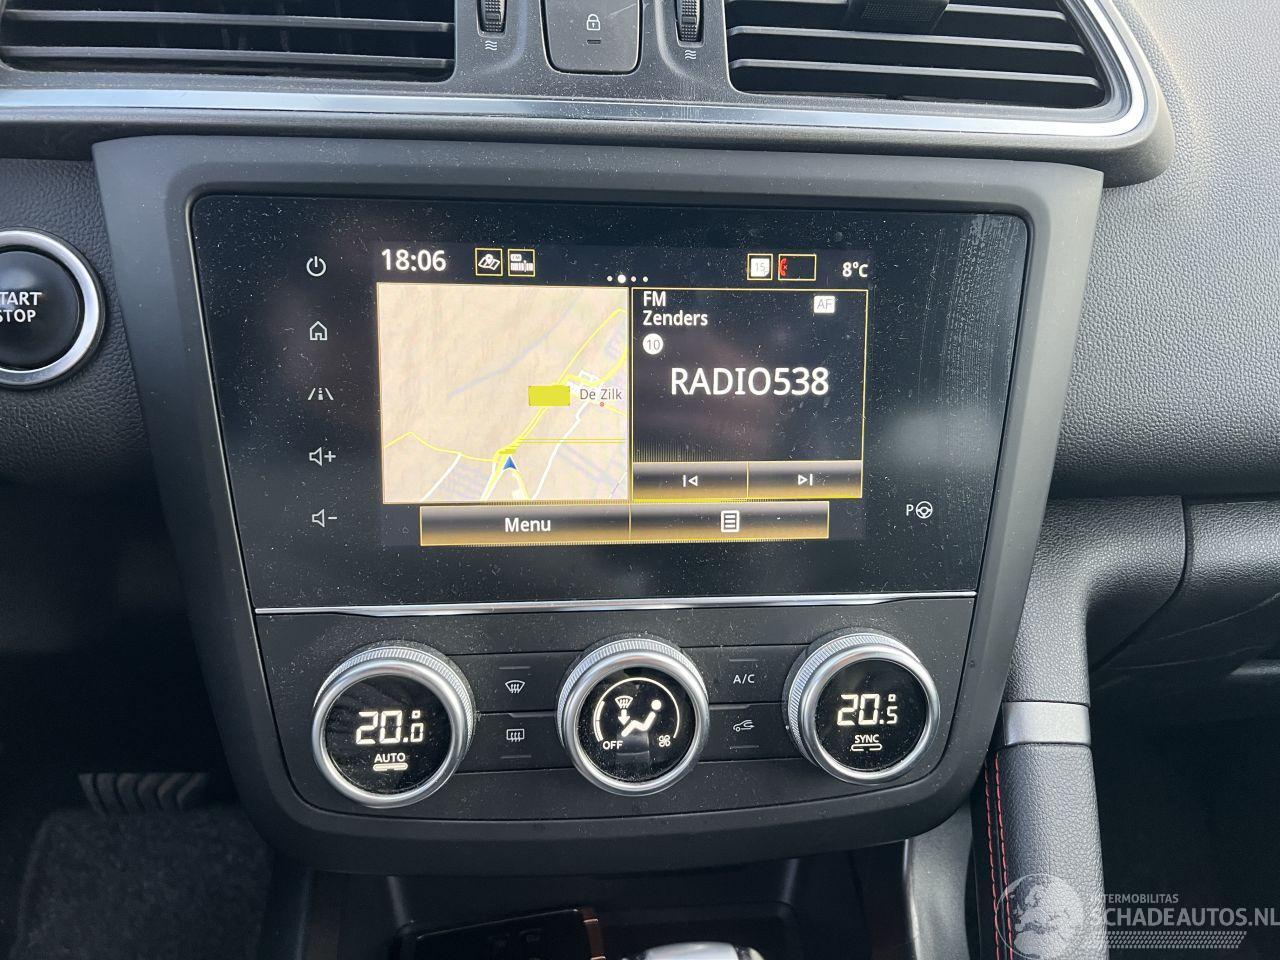 START
STOP
18:06
15
8°C
FM
Zenders
AF
10
RADIO538
De Zilk
Menu
P
A/C
20.0
AUTO
OFF
20.5
SYNC
INTERMOBILITAS
SCHADEAUTOS.NL